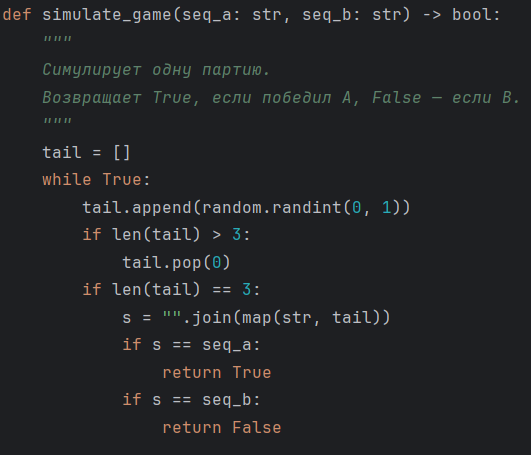 def simulate_game(seq_a: str, seq_b: str) -> bool:
    """
    Симулирует одну партию.
    Возвращает True, если победил A, False — если B.
    """
    tail = []
    while True:
        tail.append(random.randint(0, 1))
        if len(tail) > 3:
            tail.pop(0)
        if len(tail) == 3:
            s = "".join(map(str, tail))
            if s == seq_a:
                return True
            if s == seq_b:
                return False